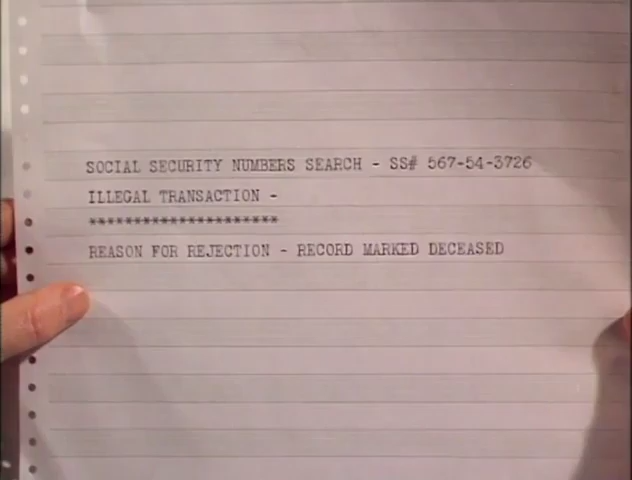 SOCIAL SECURITY NUMBERS SEARCH - SS# 567-54-3726
ILLEGAL TRANSACTION -
*********************
REASON FOR REJECTION - RECORD MARKED DECEASED